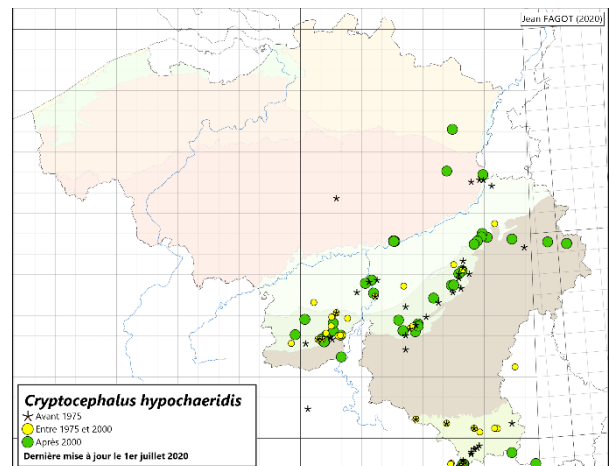 Jean FAGOT (2020)
Cryptocephalus hypochaeridis
Avant 1975
Entre 1975 et 2000
Après 2000
Dernière mise à jour le 1er juillet 2020